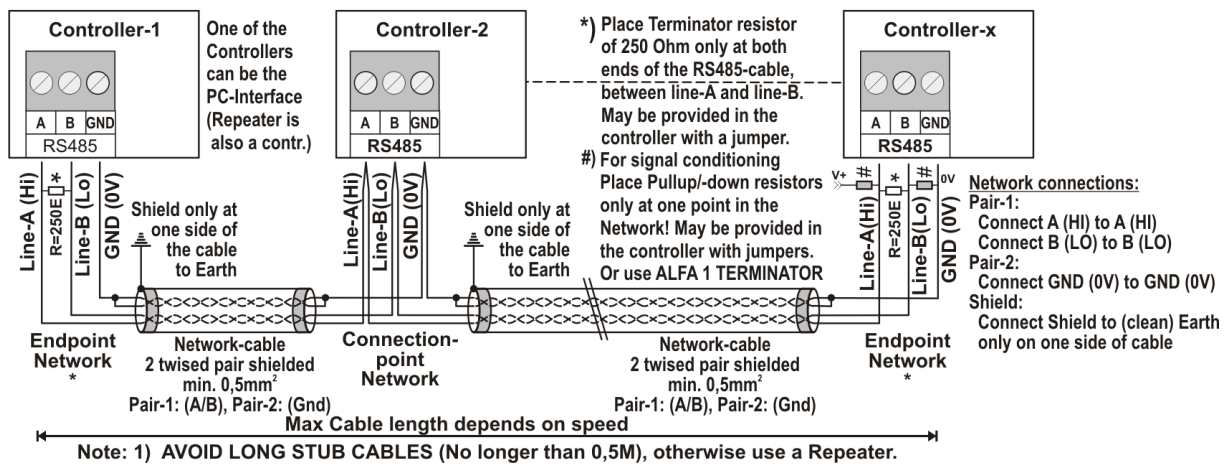 Controller-1
One of the
Controllers
can be the
PC-Interface
(Repeater is
also a contr.)
A B GND
RS485
Line-A (Hi)
R=250E *
Line-B (Lo)
GND (0V)
Shield only at
one side of
the cable
to Earth
Endpoint
Network
*
Network-cable
2 twised pair shielded
min. 0,5mm²
Pair-1: (A/B), Pair-2: (Gnd)
Controller-2
A B GND
RS485
Line-A(Hi)
Line-B(Lo)
GND (0V)
Connection-
point
Network
Shield only at
one side of
the cable
to Earth
*) Place Terminator resistor
of 250 Ohm only at both
ends of the RS485-cable,
between line-A and line-B.
May be provided in the
controller with a jumper.
#) For signal conditioning
Place Pullup/-down resistors
only at one point in the
Network! May be provided in
the controller with jumpers.
Or use ALFA 1 TERMINATOR
Network-cable
2 twised pair shielded
min. 0,5mm²
Pair-1: (A/B), Pair-2: (Gnd)
Controller-x
A B GND
RS485
V+ # * # 0V
Line-A(Hi)
R=250E
Line-B(Lo)
GND (0V)
Endpoint
Network
*
Network connections:
Pair-1:
Connect A (HI) to A (HI)
Connect B (LO) to B (LO)
Pair-2:
Connect GND (0V) to GND (0V)
Shield:
Connect Shield to (clean) Earth
only on one side of cable
Max Cable length depends on speed
Note: 1) AVOID LONG STUB CABLES (No longer than 0,5M), otherwise use a Repeater.